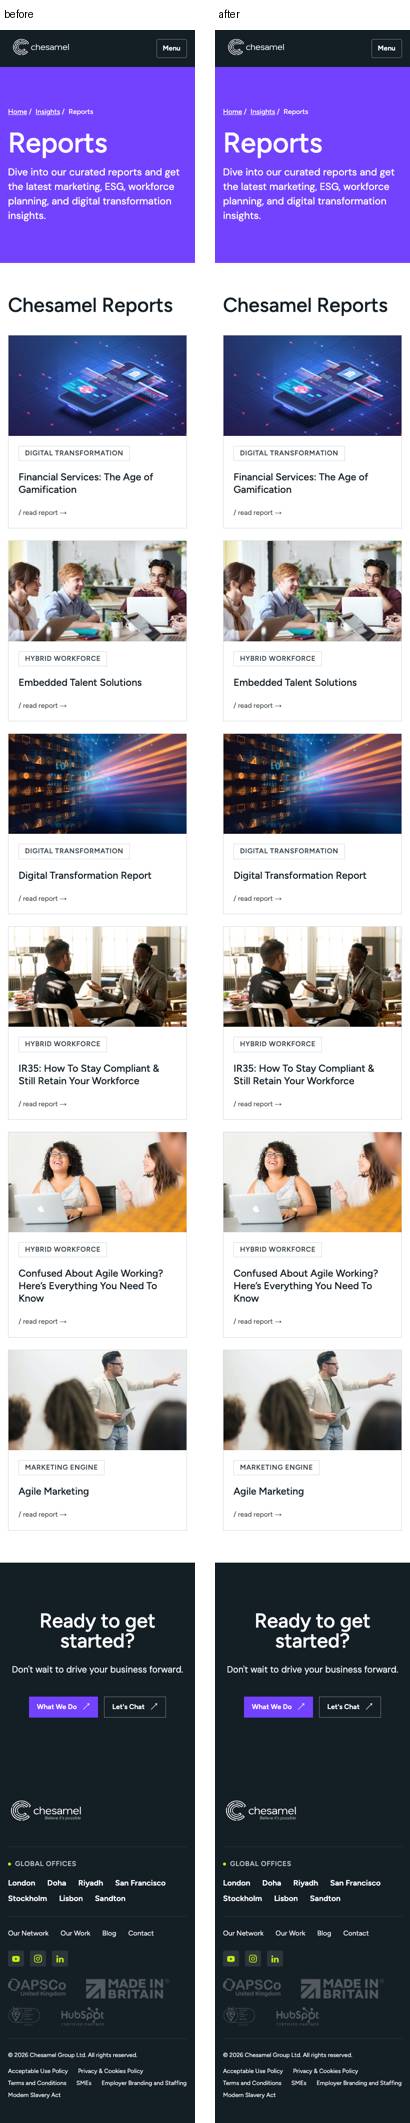 before
after
chesamel
Menu
Home / Insights / Reports
Reports
Dive into our curated reports and get
the latest marketing, ESG, workforce
planning, and digital transformation
insights.
Chesamel Reports
DIGITAL TRANSFORMATION
Financial Services: The Age of
Gamification
/ read report →
HYBRID WORKFORCE
Embedded Talent Solutions
/ read report →
DIGITAL TRANSFORMATION
Digital Transformation Report
/ read report →
HYBRID WORKFORCE
IR35: How To Stay Compliant &
Still Retain Your Workforce
/ read report →
HYBRID WORKFORCE
Confused About Agile Working?
Here's Everything You Need To
Know
/ read report →
MARKETING ENGINE
Agile Marketing
/ read report →
Ready to get
started?
Don't wait to drive your business forward.
What We Do
Let's Chat
chesamel
Believe it's possible
GLOBAL OFFICES
London Doha Riyadh San Francisco
Stockholm Lisbon Sandton
Our Network Our Work Blog Contact
APSCo
United Kingdom
MADE IN
BRITAIN
HubSpot
CERTIFIED PARTNER
© 2026 Chesamel Group Ltd. All rights reserved.
Acceptable Use Policy Privacy & Cookies Policy
Terms and Conditions SMEs Employer Branding and Staffing
Modern Slavery Act
chesamel
Menu
Home / Insights / Reports
Reports
Dive into our curated reports and get
the latest marketing, ESG, workforce
planning, and digital transformation
insights.
Chesamel Reports
DIGITAL TRANSFORMATION
Financial Services: The Age of
Gamification
/ read report →
HYBRID WORKFORCE
Embedded Talent Solutions
/ read report →
DIGITAL TRANSFORMATION
Digital Transformation Report
/ read report →
HYBRID WORKFORCE
IR35: How To Stay Compliant &
Still Retain Your Workforce
/ read report →
HYBRID WORKFORCE
Confused About Agile Working?
Here's Everything You Need To
Know
/ read report →
MARKETING ENGINE
Agile Marketing
/ read report →
Ready to get
started?
Don't wait to drive your business forward.
What We Do
Let's Chat
chesamel
Believe it's possible
GLOBAL OFFICES
London Doha Riyadh San Francisco
Stockholm Lisbon Sandton
Our Network Our Work Blog Contact
APSCo
United Kingdom
MADE IN
BRITAIN
HubSpot
CERTIFIED PARTNER
© 2026 Chesamel Group Ltd. All rights reserved.
Acceptable Use Policy Privacy & Cookies Policy
Terms and Conditions SMEs Employer Branding and Staffing
Modern Slavery Act